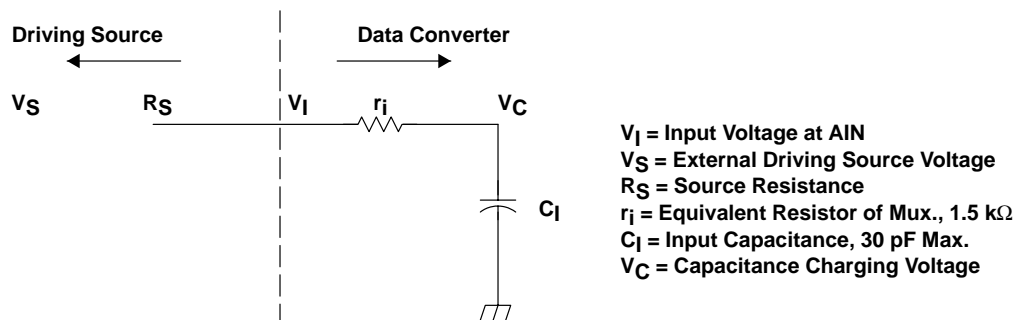 Driving Source
Data Converter
VS
RS
VI
ri
VC
CI
VI = Input Voltage at AIN
VS = External Driving Source Voltage
RS = Source Resistance
ri = Equivalent Resistor of Mux., 1.5 kΩ
CI = Input Capacitance, 30 pF Max.
VC = Capacitance Charging Voltage